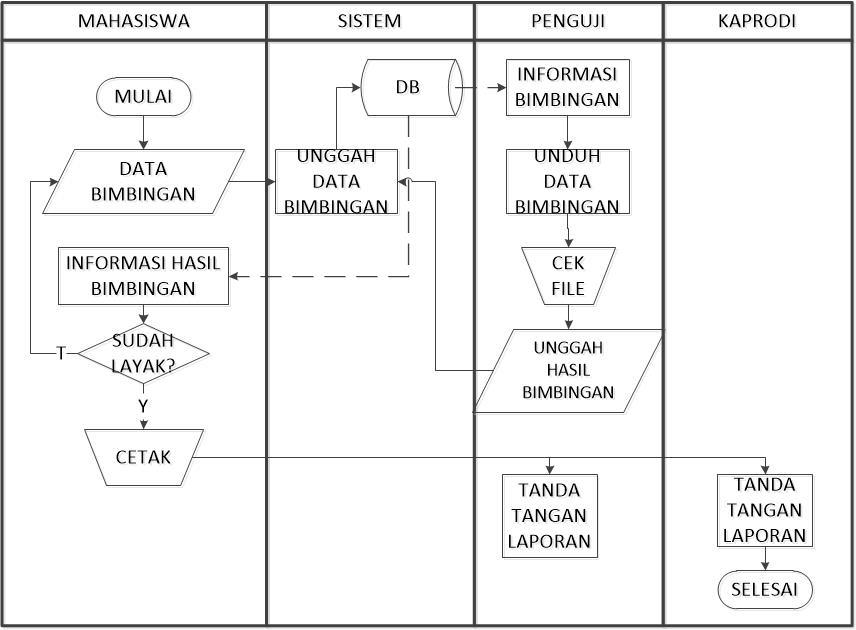 MAHASISWA
SISTEM
PENGUJI
KAPRODI
MULAI
DATA
BIMBINGAN
INFORMASI HASIL
BIMBINGAN
SUDAH
LAYAK?
T
Y
CETAK
DB
UNGGAH
DATA
BIMBINGAN
INFORMASI
BIMBINGAN
UNDUH
DATA
BIMBINGAN
CEK
FILE
UNGGAH
HASIL
BIMBINGAN
TANDA
TANGAN
LAPORAN
TANDA
TANGAN
LAPORAN
SELESAI